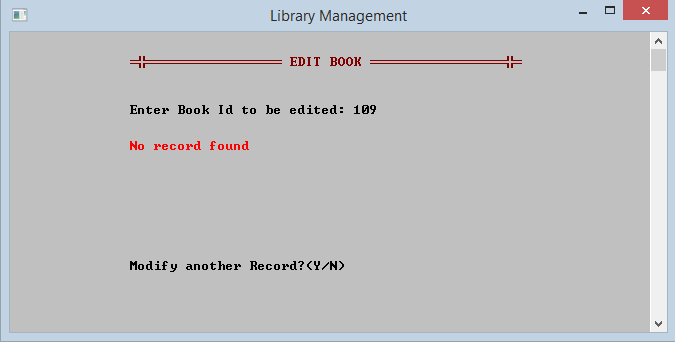 Library Management
EDIT BOOK
Enter Book Id to be edited: 109
No record found
Modify another Record?(Y/N)